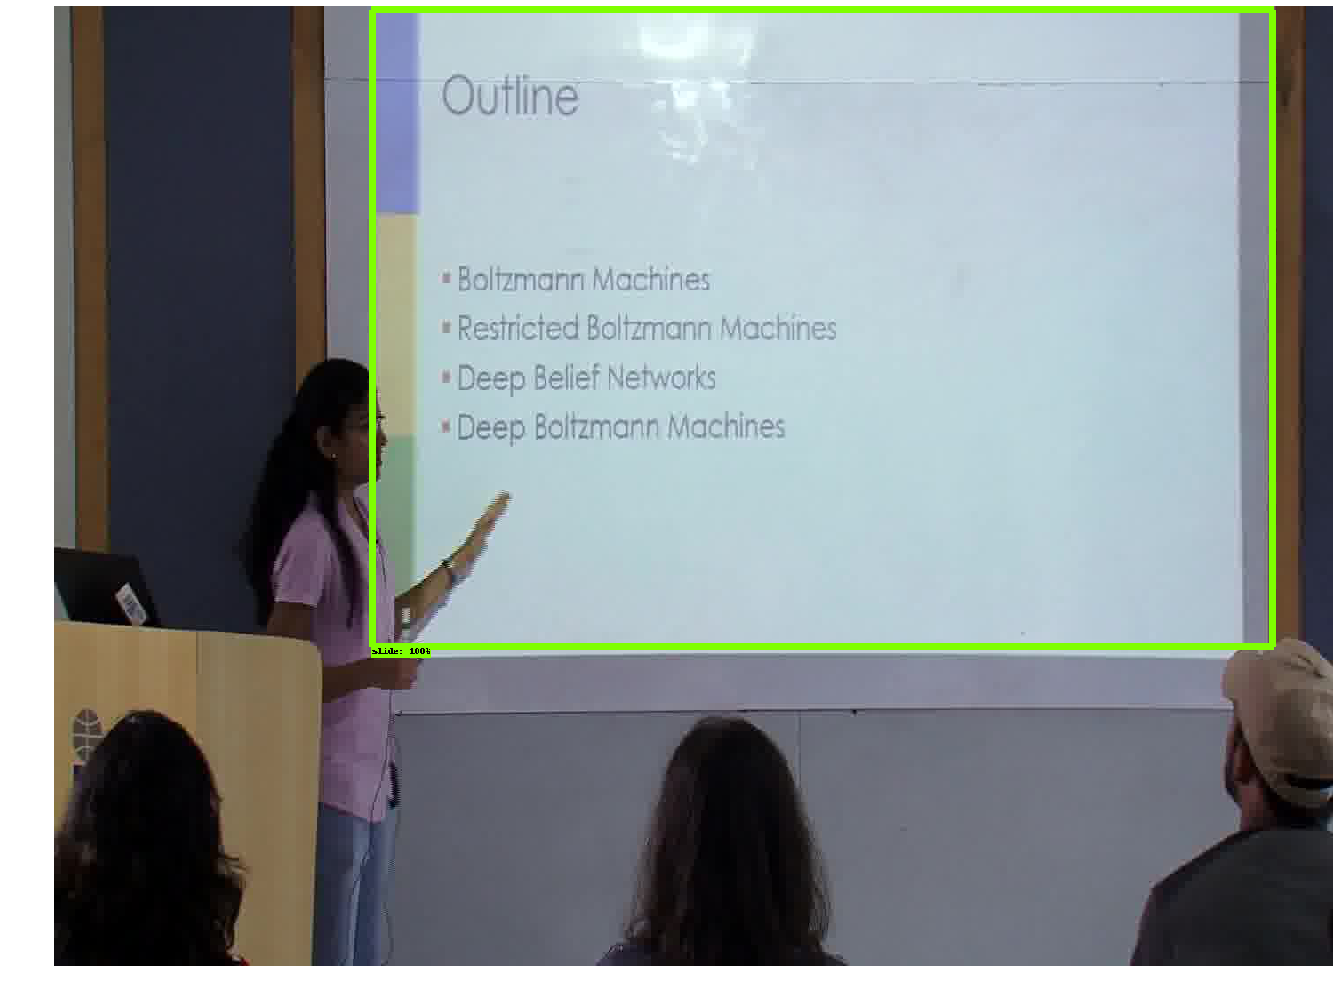 Outline
▪ Boltzmann Machines
▪ Restricted Boltzmann Machines
▪ Deep Belief Networks
▪ Deep Boltzmann Machines
slide: 100%